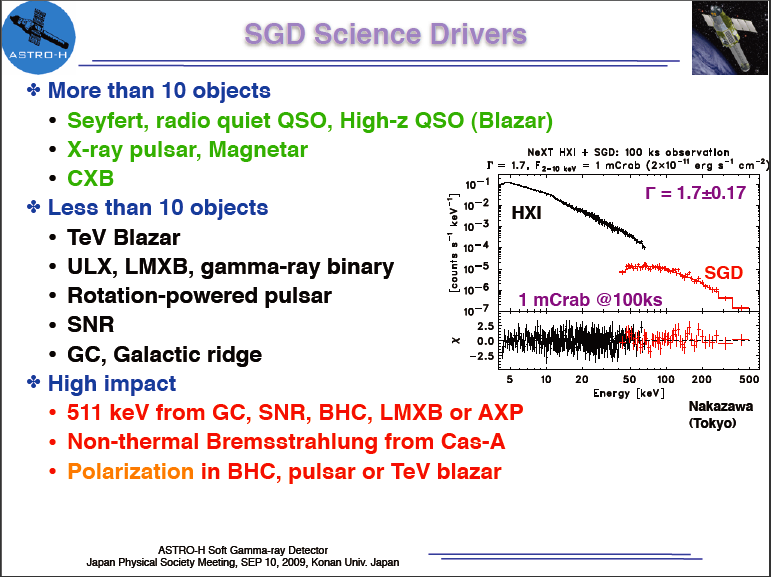 ASTRO-H
SGD Science Drivers
✤ More than 10 objects
• Seyfert, radio quiet QSO, High-z QSO (Blazar)
• X-ray pulsar, Magnetar
• CXB
✤ Less than 10 objects
• TeV Blazar
• ULX, LMXB, gamma-ray binary
• Rotation-powered pulsar
• SNR
• GC, Galactic ridge
✤ High impact
• 511 keV from GC, SNR, BHC, LMXB or AXP
• Non-thermal Bremsstrahlung from Cas-A
• Polarization in BHC, pulsar or TeV blazar
NeXT HXI + SGD: 100 ks observation
Γ = 1.7, F₂₋₁₀ keV = 1 mCrab (2×10⁻¹¹ erg s⁻¹ cm⁻²)
Γ = 1.7±0.17
HXI
SGD
1 mCrab @100ks
[counts s⁻¹ keV⁻¹]
10⁻¹
10⁻²
10⁻³
10⁻⁴
10⁻⁵
10⁻⁶
10⁻⁷
χ
2.5
0.0
−2.5
5 10 20 50 100 200 500
Energy [keV]
Nakazawa
(Tokyo)
ASTRO-H Soft Gamma-ray Detector
Japan Physical Society Meeting, SEP 10, 2009, Konan Univ. Japan